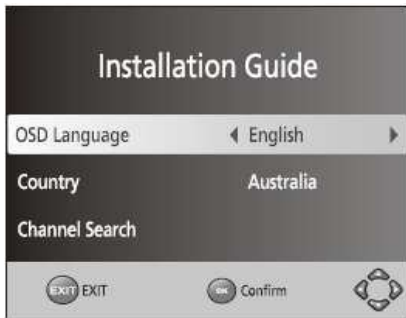 Installation Guide
OSD Language English
Country Australia
Channel Search
EXIT EXIT OK Confirm